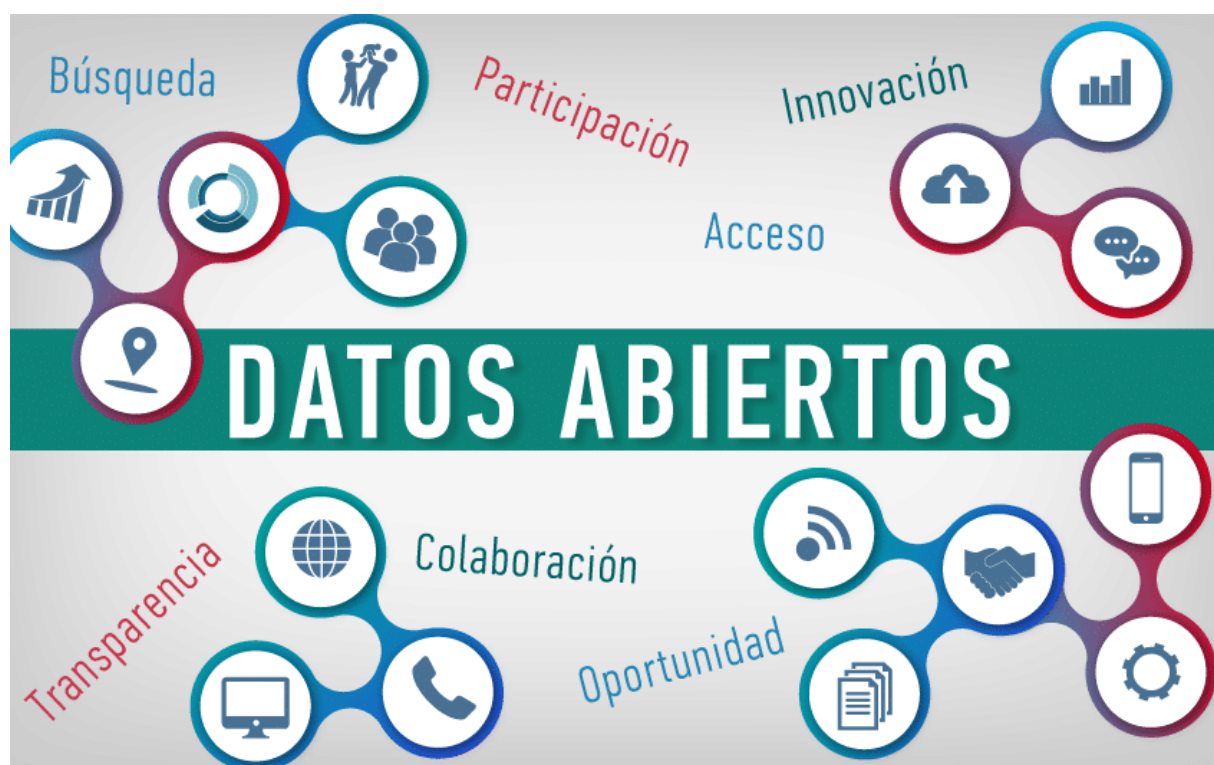 Búsqueda
Participación
Innovación
Acceso
DATOS ABIERTOS
Transparencia
Colaboración
Oportunidad